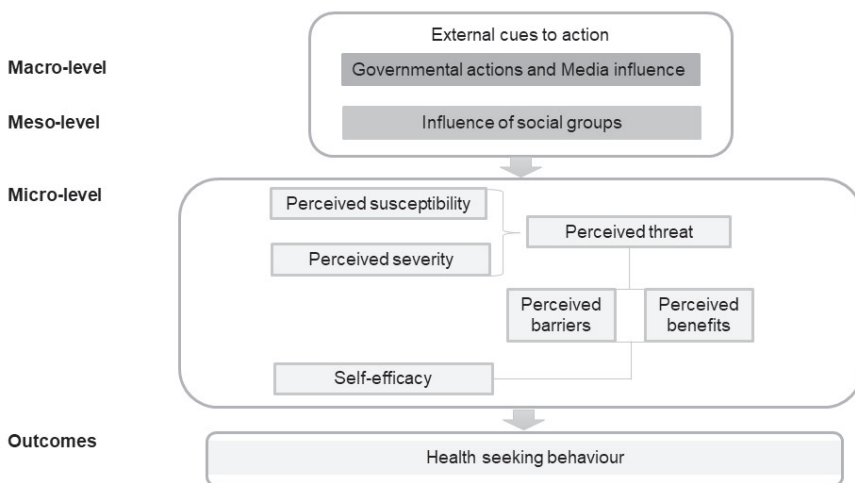 External cues to action
Macro-level
Governmental actions and Media influence
Meso-level
Influence of social groups
Micro-level
Perceived susceptibility
Perceived threat
Perceived severity
Perceived
barriers
Perceived
benefits
Self-efficacy
Outcomes
Health seeking behaviour